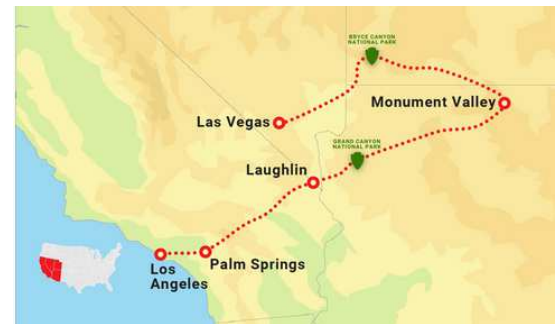 BRYCE CANYON
NATIONAL PARK
Monument Valley
Las Vegas
GRAND CANYON
NATIONAL PARK
Laughlin
Palm Springs
Los
Angeles